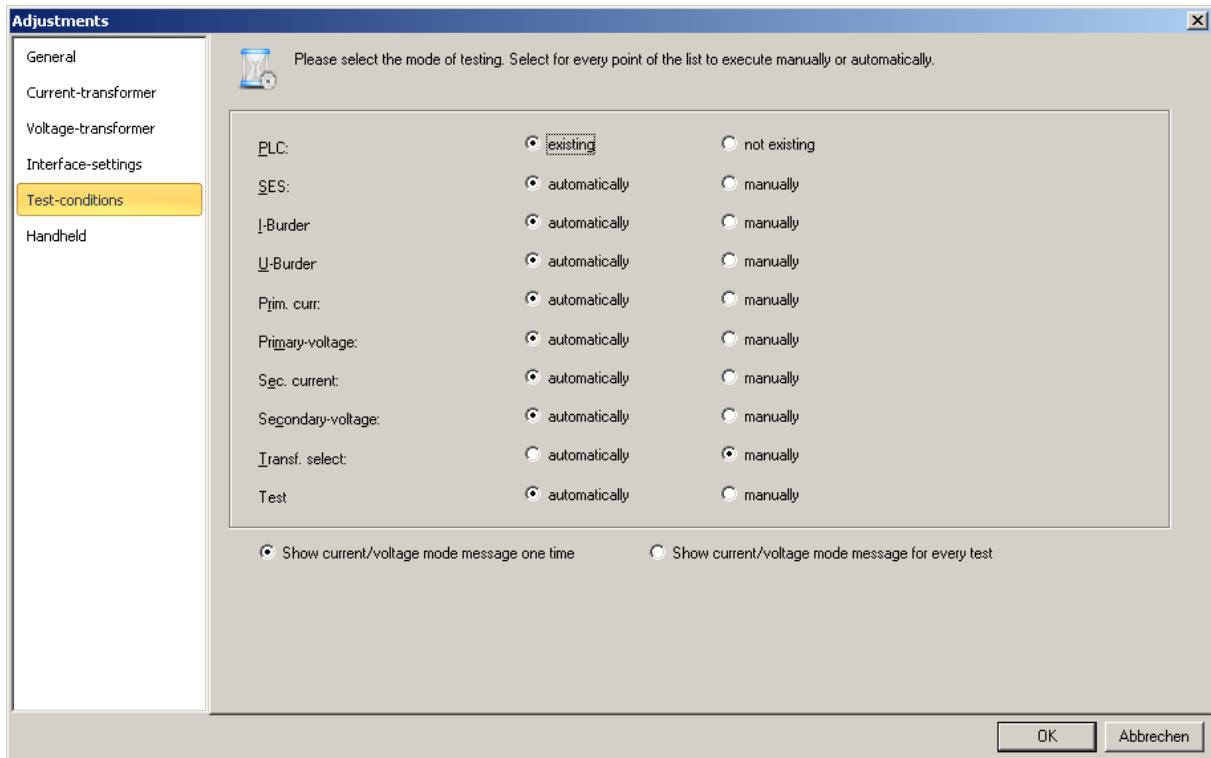 Adjustments
General
Current-transformer
Voltage-transformer
Interface-settings
Test-conditions
Handheld
Please select the mode of testing. Select for every point of the list to execute manually or automatically.
PLC: existing not existing
SES: automatically manually
I-Burder automatically manually
U-Burder automatically manually
Prim. curr: automatically manually
Primary-voltage: automatically manually
Sec. current: automatically manually
Secondary-voltage: automatically manually
Transf. select: automatically manually
Test automatically manually
Show current/voltage mode message one time Show current/voltage mode message for every test
OK Abbrechen